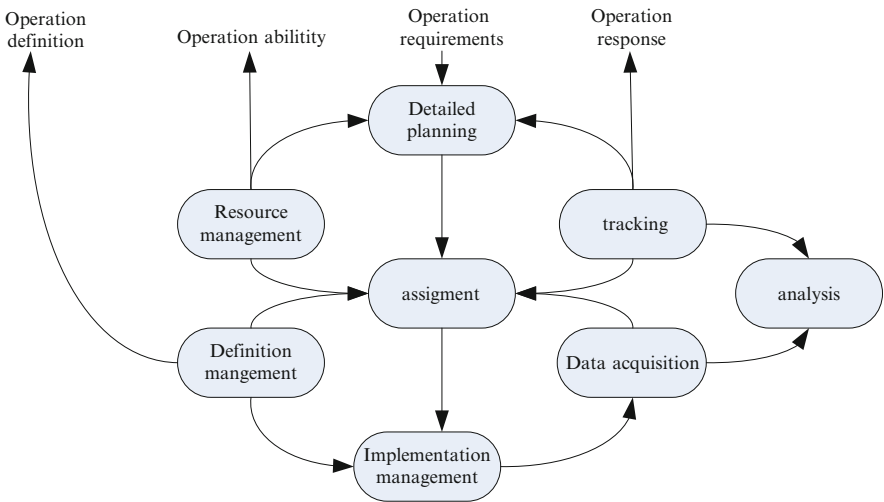 Operation
definition
Operation abilitity
Operation
requirements
Operation
response
Detailed
planning
Resource
management
tracking
assigment
analysis
Definition
mangement
Data acquisition
Implementation
management